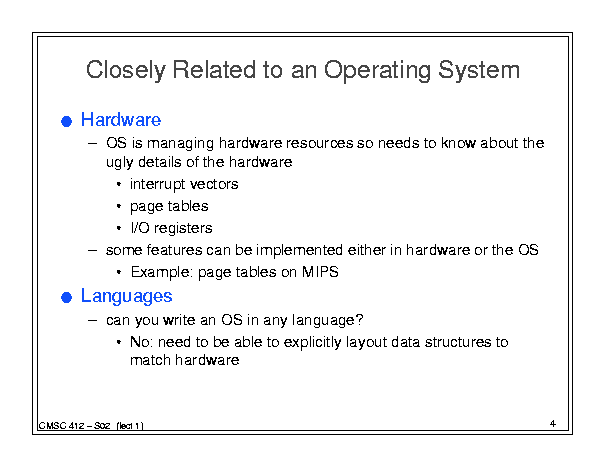 Closely Related to an Operating System
● Hardware
– OS is managing hardware resources so needs to know about the
ugly details of the hardware
• interrupt vectors
• page tables
• I/O registers
– some features can be implemented either in hardware or the OS
• Example: page tables on MIPS
● Languages
– can you write an OS in any language?
• No: need to be able to explicitly layout data structures to
match hardware
CMSC 412 – S02 (lect 1)
4